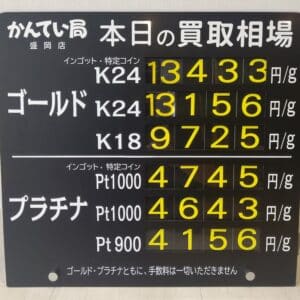 かんてい局
盛岡店
本日の買取相場
インゴット・特定コイン
K24 13433円/g
ゴールド K24 13156円/g
K18 9725円/g
インゴット・特定コイン
Pt1000 4745円/g
プラチナ Pt1000 4643円/g
Pt900 4156円/g
ゴールド・プラチナともに、手数料は一切いただきません